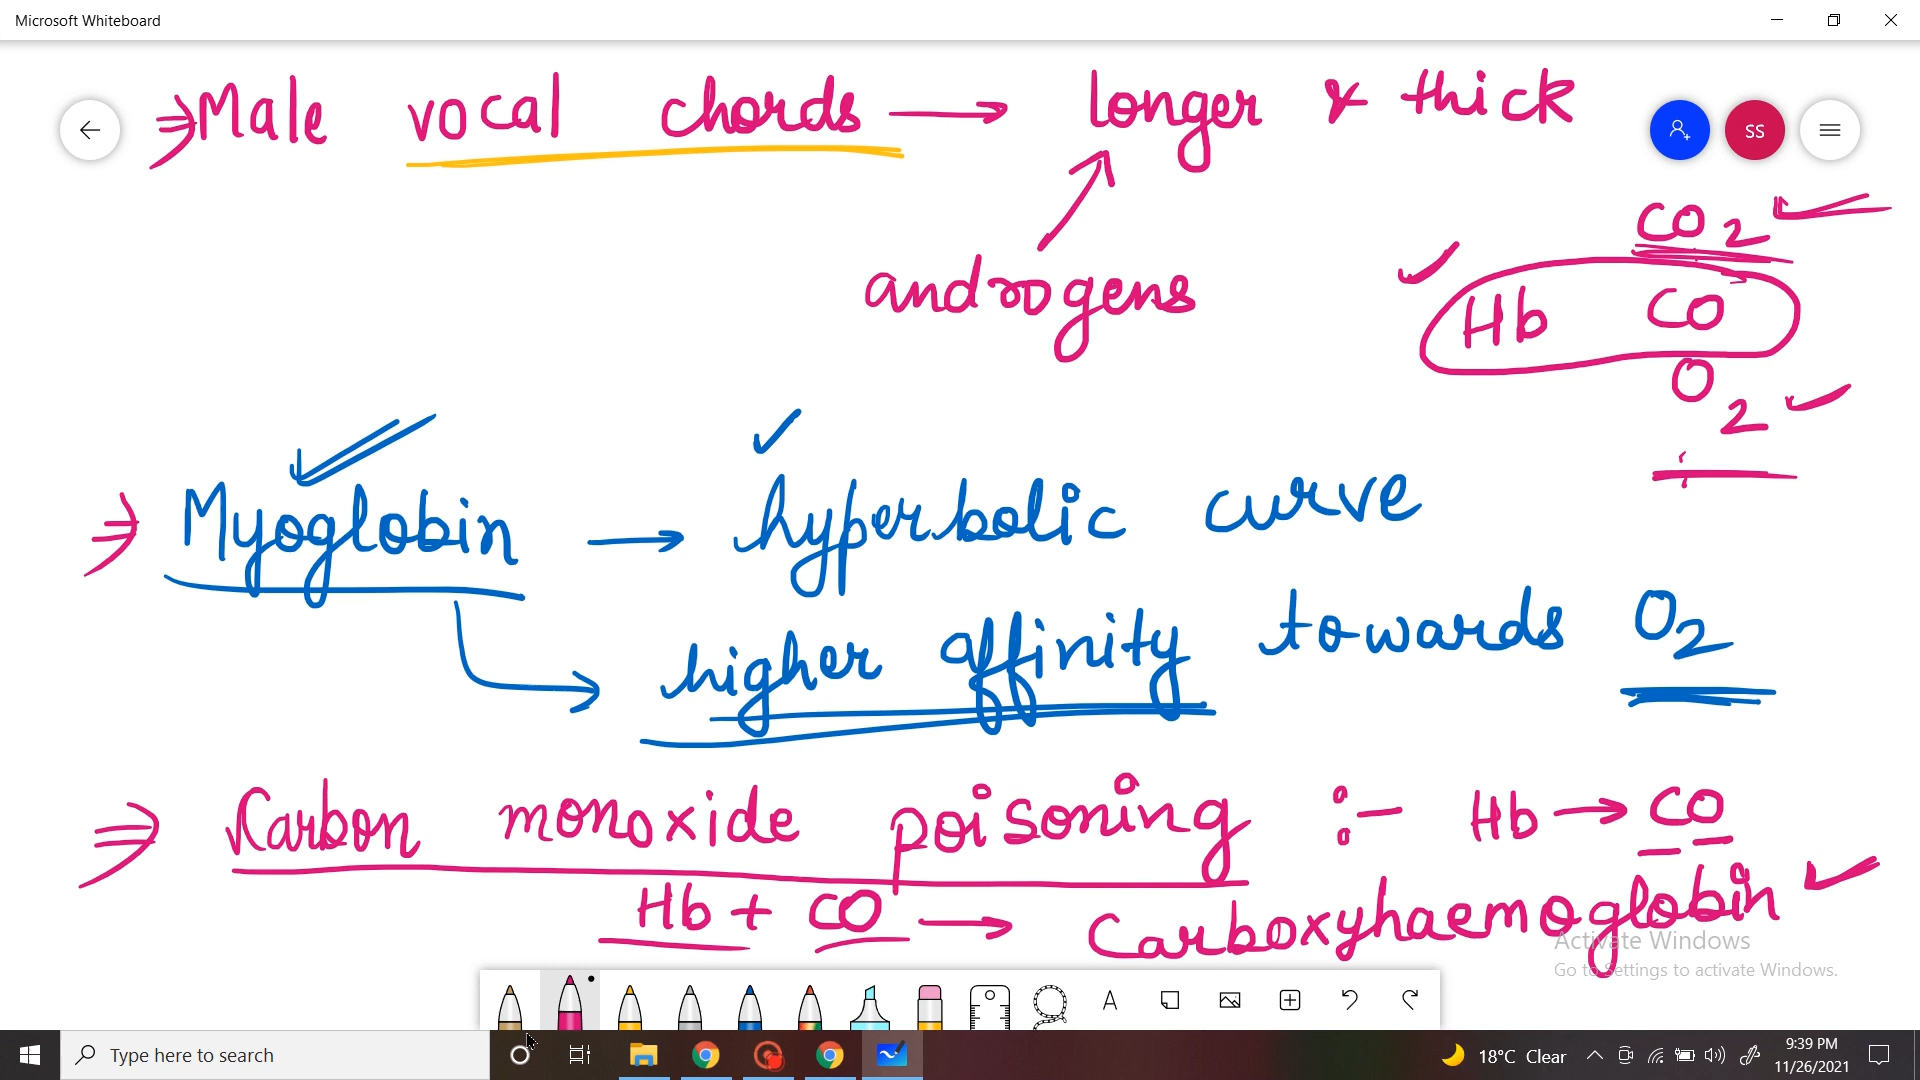 Microsoft Whiteboard
⇒ Male vocal chords → longer & thick
SS
androgens
CO2
Hb CO
O2
⇒ Myoglobin → hyperbolic curve
higher affinity towards O2
⇒ Carbon monoxide poisoning :- Hb → CO
Hb + CO → Carboxyhaemoglobin
Activate Windows
Go to Settings to activate Windows.
A
Type here to search
18°C Clear
9:39 PM
11/26/2021